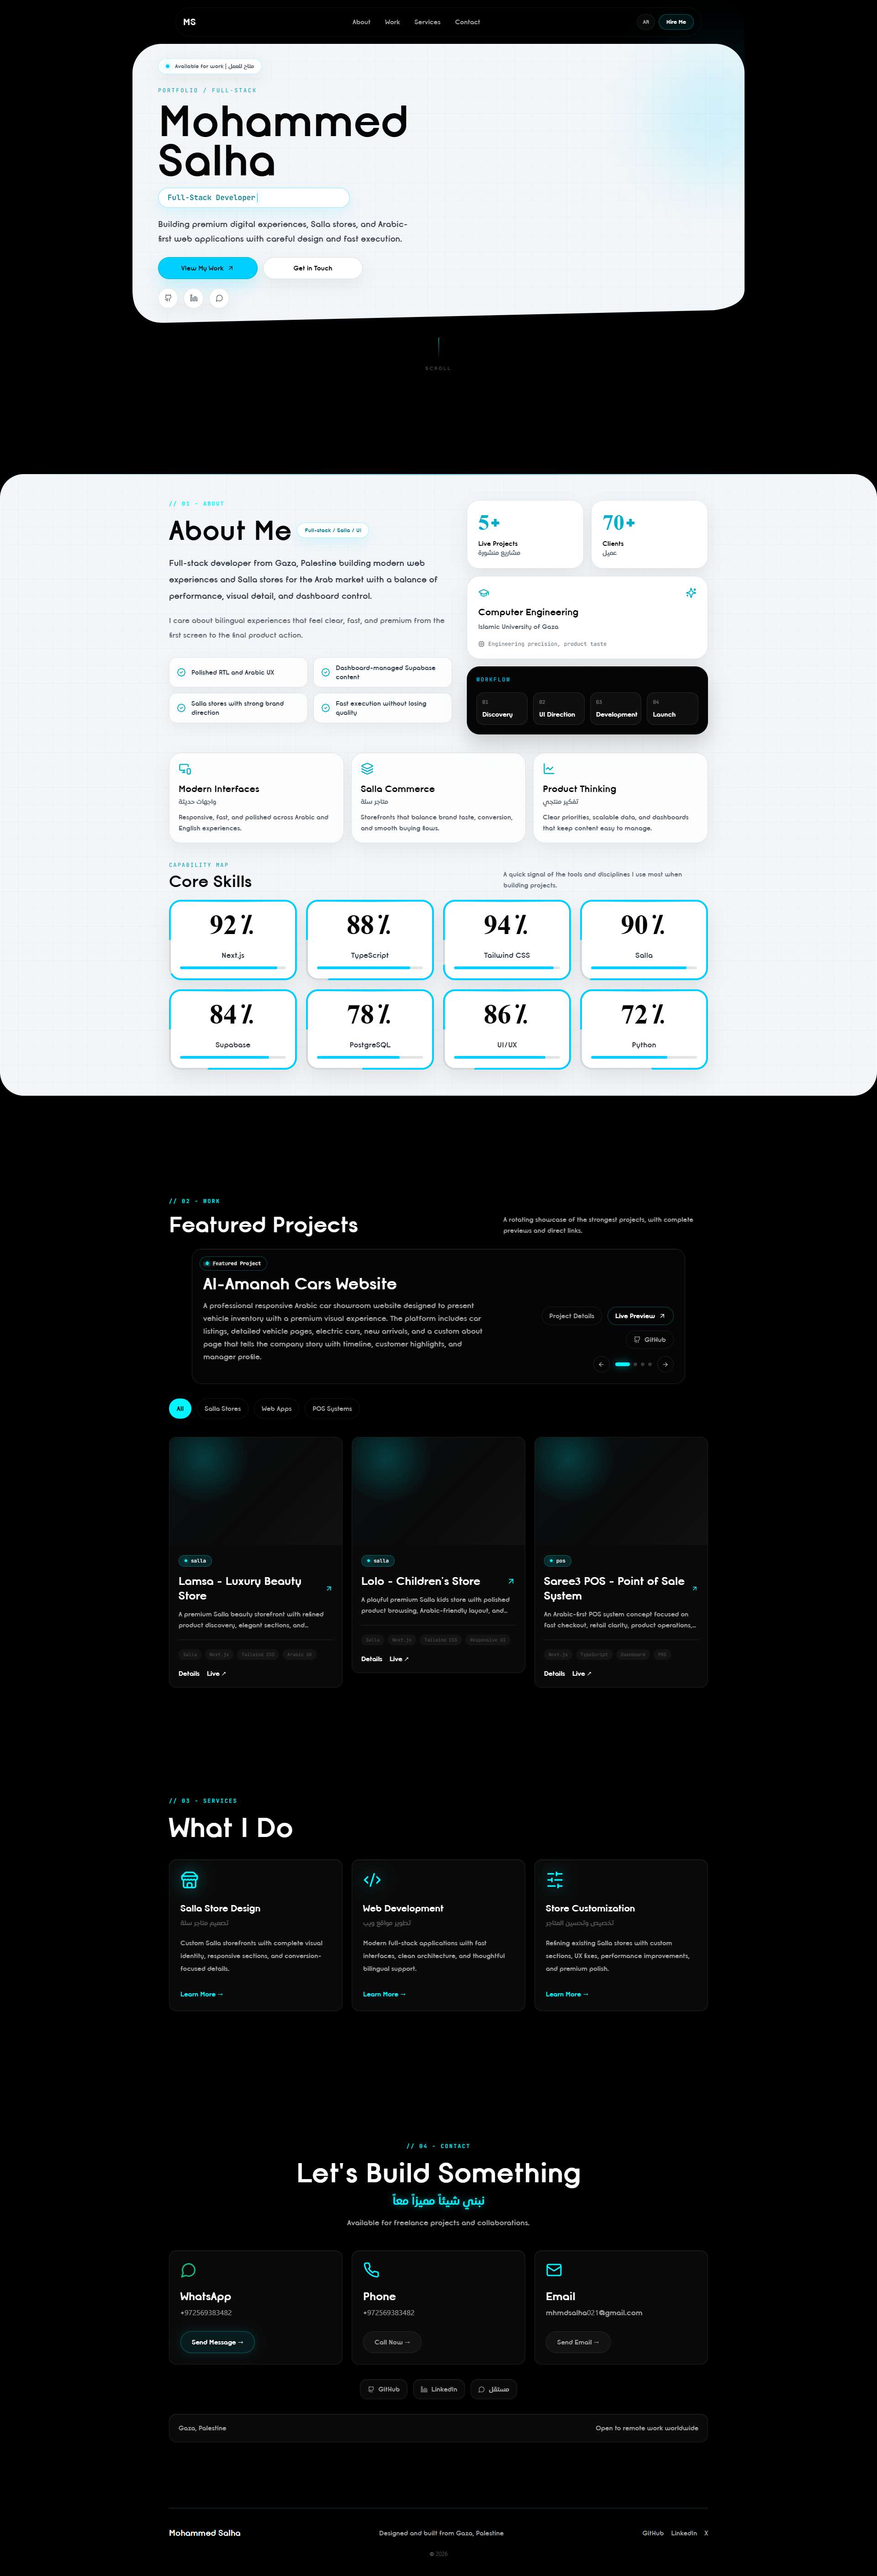 MS
About
Work
Services
Contact
AR
Hire Me
Available for work | متاح للعمل
PORTFOLIO / FULL-STACK
Mohammed
Salha
Full-Stack Developer
Building premium digital experiences, Salla stores, and Arabic-
first web applications with careful design and fast execution.
View My Work
Get in Touch
SCROLL
// 01 - ABOUT
About Me
Full-stack / Salla / UI
Full-stack developer from Gaza, Palestine building modern web
experiences and Salla stores for the Arab market with a balance of
performance, visual detail, and dashboard control.
I care about bilingual experiences that feel clear, fast, and premium from the
first screen to the final product action.
Polished RTL and Arabic UX
Dashboard-managed Supabase
content
Salla stores with strong brand
direction
Fast execution without losing
quality
5+
Live Projects
مشاريع منشورة
70+
Clients
عميل
Computer Engineering
Islamic University of Gaza
Engineering precision, product taste
WORKFLOW
01
Discovery
02
UI Direction
03
Development
04
Launch
Modern Interfaces
واجهات حديثة
Responsive, fast, and polished across Arabic and
English experiences.
Salla Commerce
متاجر سلة
Storefronts that balance brand taste, conversion,
and smooth buying flows.
Product Thinking
تفكير منتجي
Clear priorities, scalable data, and dashboards
that keep content easy to manage.
CAPABILITY MAP
Core Skills
A quick signal of the tools and disciplines I use most when
building projects.
92%
Next.js
88%
TypeScript
94%
Tailwind CSS
90%
Salla
84%
Supabase
78%
PostgreSQL
86%
UI/UX
72%
Python
// 02 - WORK
Featured Projects
A rotating showcase of the strongest projects, with complete
previews and direct links.
Featured Project
Al-Amanah Cars Website
A professional responsive Arabic car showroom website designed to present
vehicle inventory with a premium visual experience. The platform includes car
listings, detailed vehicle pages, electric cars, new arrivals, and a custom about
page that tells the company story with timeline, customer highlights, and
manager profile.
Project Details
Live Preview
GitHub
All
Salla Stores
Web Apps
POS Systems
salla
Lamsa - Luxury Beauty
Store
A premium Salla beauty storefront with refined
product discovery, elegant sections, and...
Salla
Next.js
Tailwind CSS
Arabic UX
Details
Live ↗
salla
Lolo - Children's Store
A playful premium Salla kids store with polished
product browsing, Arabic-friendly layout, and...
Salla
Next.js
Tailwind CSS
Responsive UI
Details
Live ↗
pos
Saree3 POS - Point of Sale
System
An Arabic-first POS system concept focused on
fast checkout, retail clarity, product operations,...
Next.js
TypeScript
Dashboard
POS
Details
Live ↗
// 03 - SERVICES
What I Do
Salla Store Design
تصميم متاجر سلة
Custom Salla storefronts with complete visual
identity, responsive sections, and conversion-
focused details.
Learn More →
Web Development
تطوير مواقع ويب
Modern full-stack applications with fast
interfaces, clean architecture, and thoughtful
bilingual support.
Learn More →
Store Customization
تخصيص وتحسين المتاجر
Refining existing Salla stores with custom
sections, UX fixes, performance improvements,
and premium polish.
Learn More →
// 04 - CONTACT
Let's Build Something
نبني شيئاً مميزاً معاً
Available for freelance projects and collaborations.
WhatsApp
+972569383482
Send Message →
Phone
+972569383482
Call Now →
Email
mhmdsalha021@gmail.com
Send Email →
GitHub
LinkedIn
مستقل
Gaza, Palestine
Open to remote work worldwide
Mohammed Salha
Designed and built from Gaza, Palestine
GitHub
LinkedIn
X
© 2026